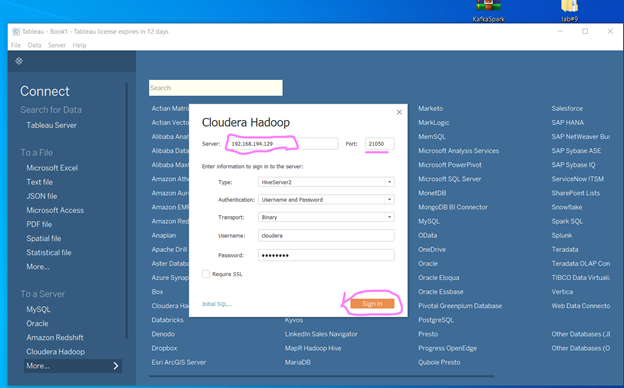 KafkaSpark
Jab#9
Tableau - Book1 - Tableau license expires in 12 days
File Data Server Help
Connect
Search for Data
Tableau Server
To a File
Microsoft Excel
Text file
JSON file
Microsoft Access
PDF file
Spatial file
Statistical file
More...
To a Server
MySQL
Oracle
Amazon Redshift
Cloudera Hadoop
More...
Search
Actian Matri
Actian Vecto
Alibaba Anal
Alibaba Data
Alibaba Max
Amazon Ath
Amazon Aur
Amazon EM
Amazon Red
Anaplan
Apache Drill
Aster Databa
Azure Synap
Box
Cloudera Ha
Databricks
Denodo
Dropbox
Esri ArcGIS Server
Cloudera Hadoop
Server: 192.168.194.129 Port: 21050
Enter information to sign in to the server:
Type: HiveServer2
Authentication: Username and Password
Transport: Binary
Username: cloudera
Password: ••••••••
Require SSL
Initial SQL...
Sign In
Kyvos
LinkedIn Sales Navigator
MapR Hadoop Hive
MariaDB
Marketo
MarkLogic
MemSQL
Microsoft Analysis Services
Microsoft PowerPivot
Microsoft SQL Server
MonetDB
MongoDB BI Connector
MySQL
OData
OneDrive
Oracle
Oracle Eloqua
Oracle Essbase
Pivotal Greenplum Database
PostgreSQL
Presto
Progress OpenEdge
Qubole Presto
Salesforce
SAP HANA
SAP NetWeaver Bus
SAP Sybase ASE
SAP Sybase IQ
ServiceNow ITSM
SharePoint Lists
Snowflake
Spark SQL
Splunk
Teradata
Teradata OLAP Con
TIBCO Data Virtuali
Vertica
Web Data Connecto
Other Databases (JI
Other Databases (O